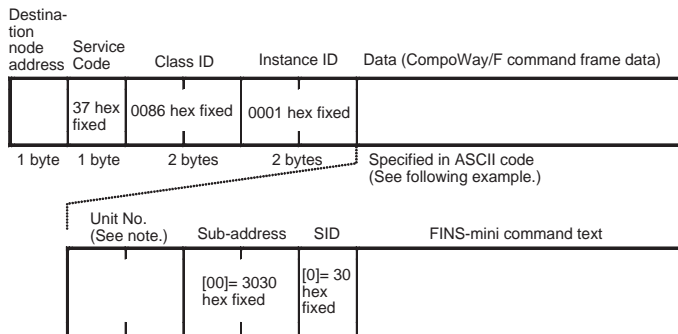 Destina-
tion
node
address
Service
Code
Class ID
Instance ID
Data (CompoWay/F command frame data)
37 hex
fixed
0086 hex fixed
0001 hex fixed
1 byte
1 byte
2 bytes
2 bytes
Specified in ASCII code
(See following example.)
Unit No.
(See note.)
Sub-address
SID
FINS-mini command text
[00]= 3030
hex fixed
[0]= 30
hex
fixed